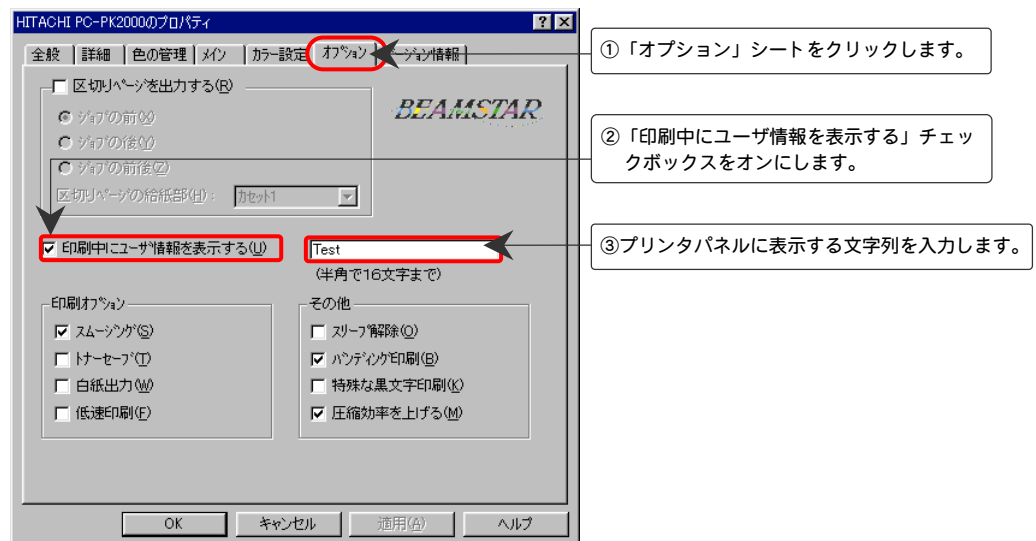 HITACHI PC-PK2000のプロパティ
全般 詳細 色の管理 メイン カラー設定 オプション バージョン情報
区切りページを出力する(R)
ジョブの前(X)
ジョブの後(Y)
ジョブの前後(Z)
区切りページの給紙部(H): カセット1
BEAMSTAR
印刷中にユーザ情報を表示する(U) Test
(半角で16文字まで)
印刷オプション
スムージング(S)
トナーセーブ(T)
白紙出力(W)
低速印刷(F)
その他
スリープ解除(O)
バンディング印刷(B)
特殊な黒文字印刷(K)
圧縮効率を上げる(M)
OK キャンセル 適用(A) ヘルプ
①「オプション」シートをクリックします。
②「印刷中にユーザ情報を表示する」チェッ
クボックスをオンにします。
③プリンタパネルに表示する文字列を入力します。